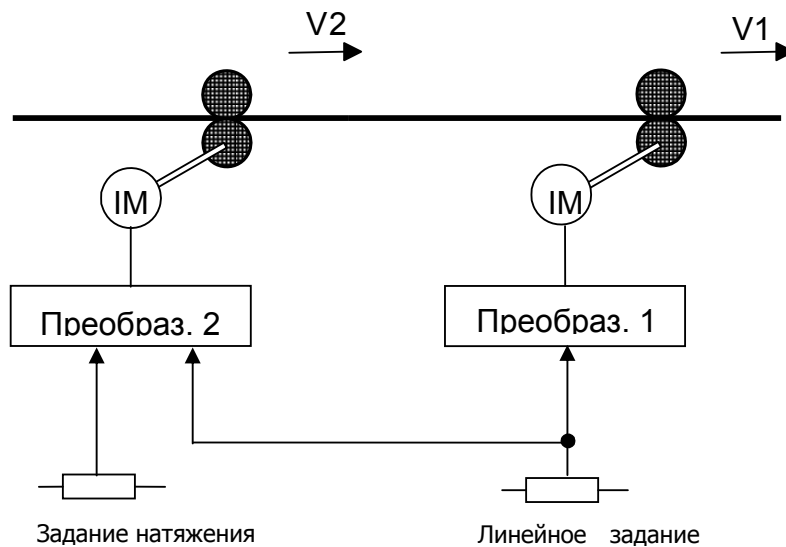 V2
V1
IM
IM
Преобраз. 2
Преобраз. 1
Задание натяжения
Линейное задание